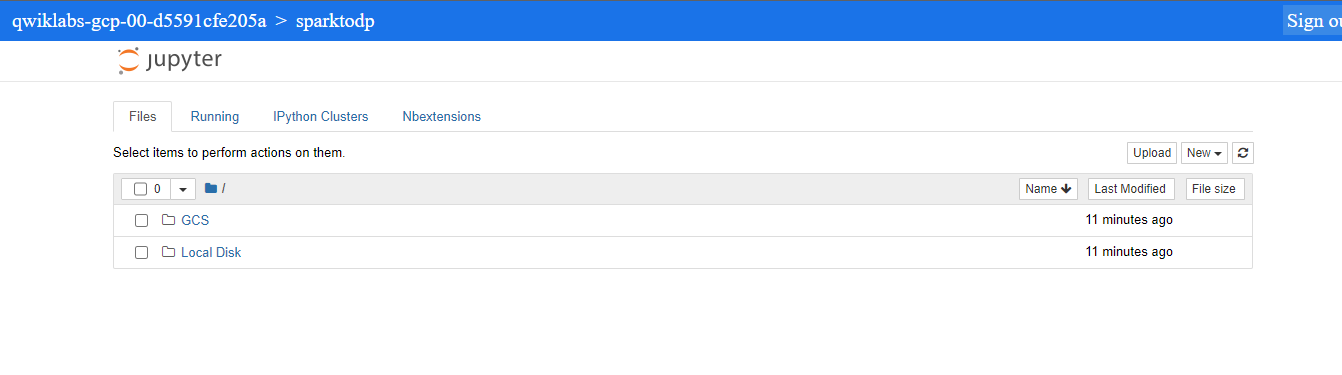 qwiklabs-gcp-00-d5591cfe205a > sparktodp Sign ou
jupyter
Files Running IPython Clusters Nbextensions
Select items to perform actions on them. Upload New
0 / Name Last Modified File size
GCS 11 minutes ago
Local Disk 11 minutes ago